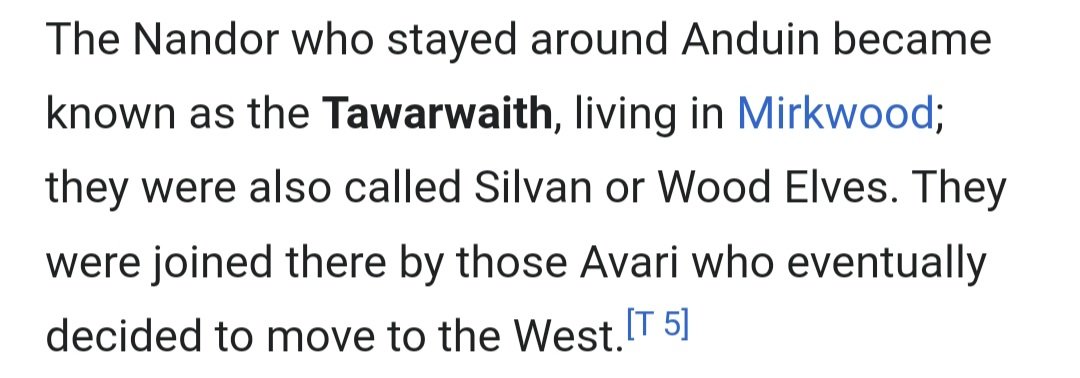 The Nandor who stayed around Anduin became
known as the Tawarwaith, living in Mirkwood;
they were also called Silvan or Wood Elves. They
were joined there by those Avari who eventually
decided to move to the West.[T 5]